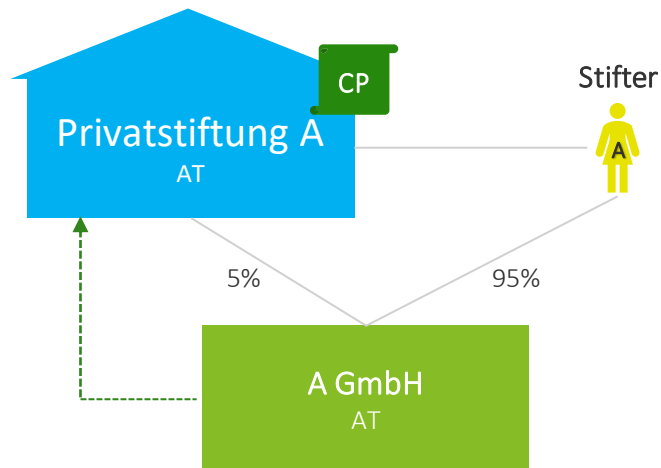 CP
Stifter
Privatstiftung A
AT
A
5%
95%
A GmbH
AT